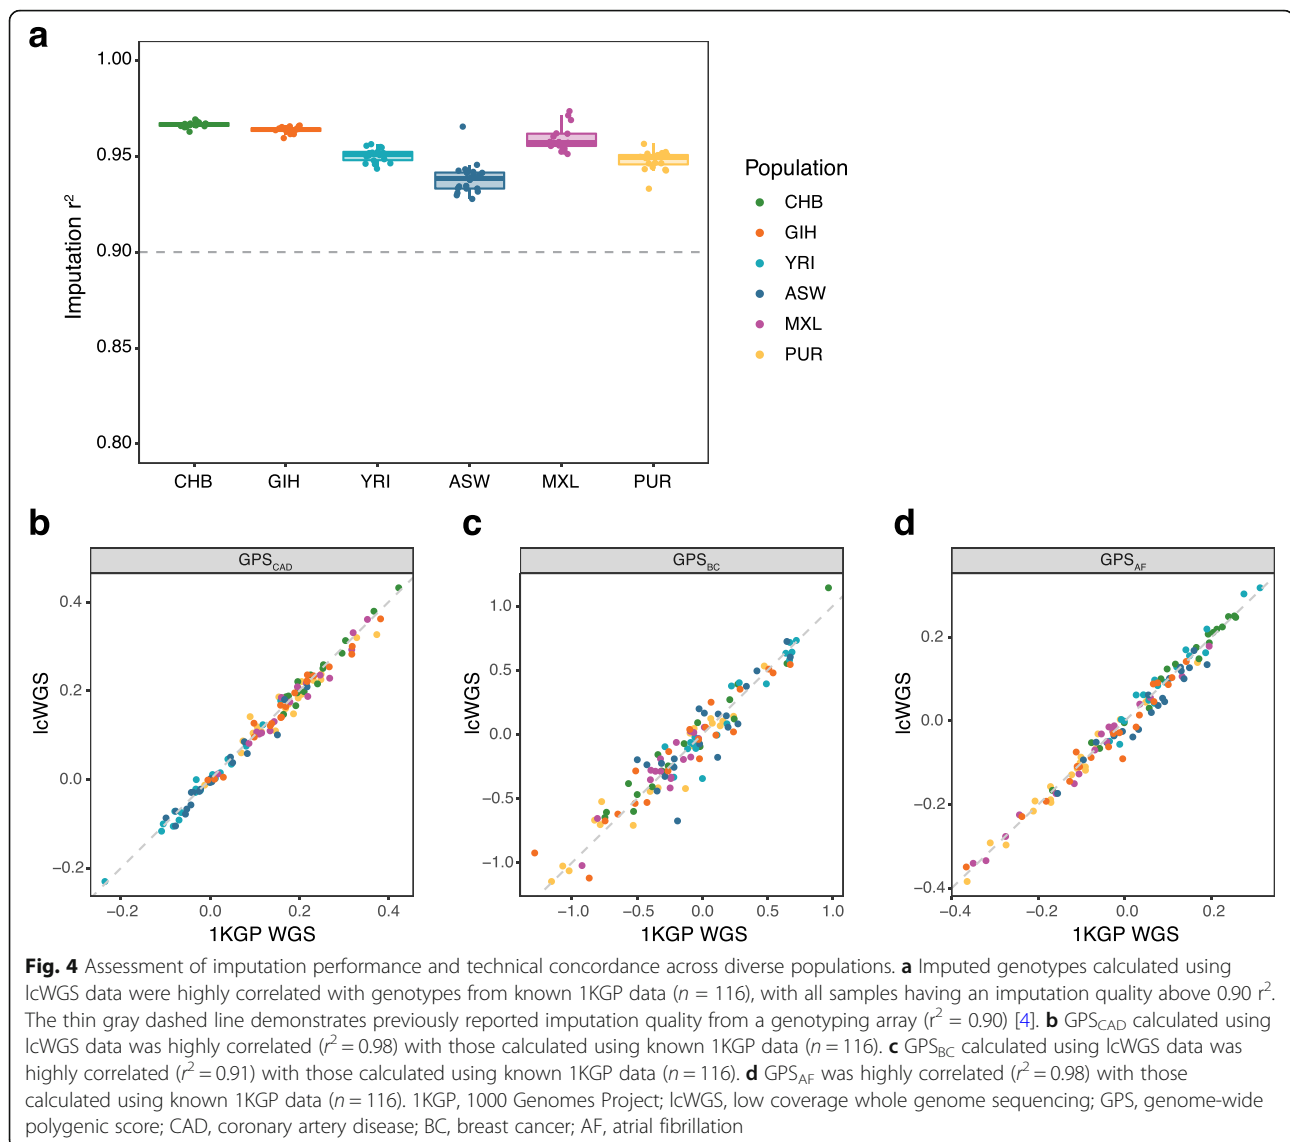 a
1.00
0.95
0.90
0.85
0.80
Imputation r²
CHB
GIH
YRI
ASW
MXL
PUR
Population
CHB
GIH
YRI
ASW
MXL
PUR
b
GPS_CAD
0.4
0.2
0.0
−0.2
lcWGS
−0.2
0.0
0.2
0.4
1KGP WGS
c
GPS_BC
1.0
0.5
0.0
−0.5
−1.0
lcWGS
−1.0
−0.5
0.0
0.5
1.0
1KGP WGS
d
GPS_AF
0.2
0.0
−0.2
−0.4
lcWGS
−0.4
−0.2
0.0
0.2
1KGP WGS
Fig. 4 Assessment of imputation performance and technical concordance across diverse populations. a Imputed genotypes calculated using
lcWGS data were highly correlated with genotypes from known 1KGP data (n = 116), with all samples having an imputation quality above 0.90 r².
The thin gray dashed line demonstrates previously reported imputation quality from a genotyping array (r² = 0.90) [4]. b GPS_CAD calculated using
lcWGS data was highly correlated (r² = 0.98) with those calculated using known 1KGP data (n = 116). c GPS_BC calculated using lcWGS data was
highly correlated (r² = 0.91) with those calculated using known 1KGP data (n = 116). d GPS_AF was highly correlated (r² = 0.98) with those
calculated using known 1KGP data (n = 116). 1KGP, 1000 Genomes Project; lcWGS, low coverage whole genome sequencing; GPS, genome-wide
polygenic score; CAD, coronary artery disease; BC, breast cancer; AF, atrial fibrillation